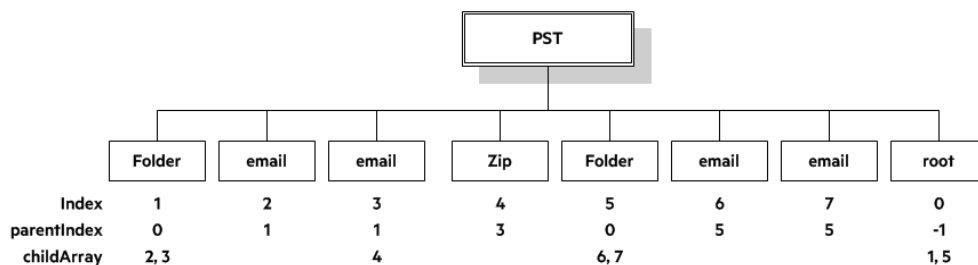 PST
Folder email email Zip Folder email email root
Index 1 2 3 4 5 6 7 0
parentIndex 0 1 1 3 0 5 5 -1
childArray 2, 3 4 6, 7 1, 5